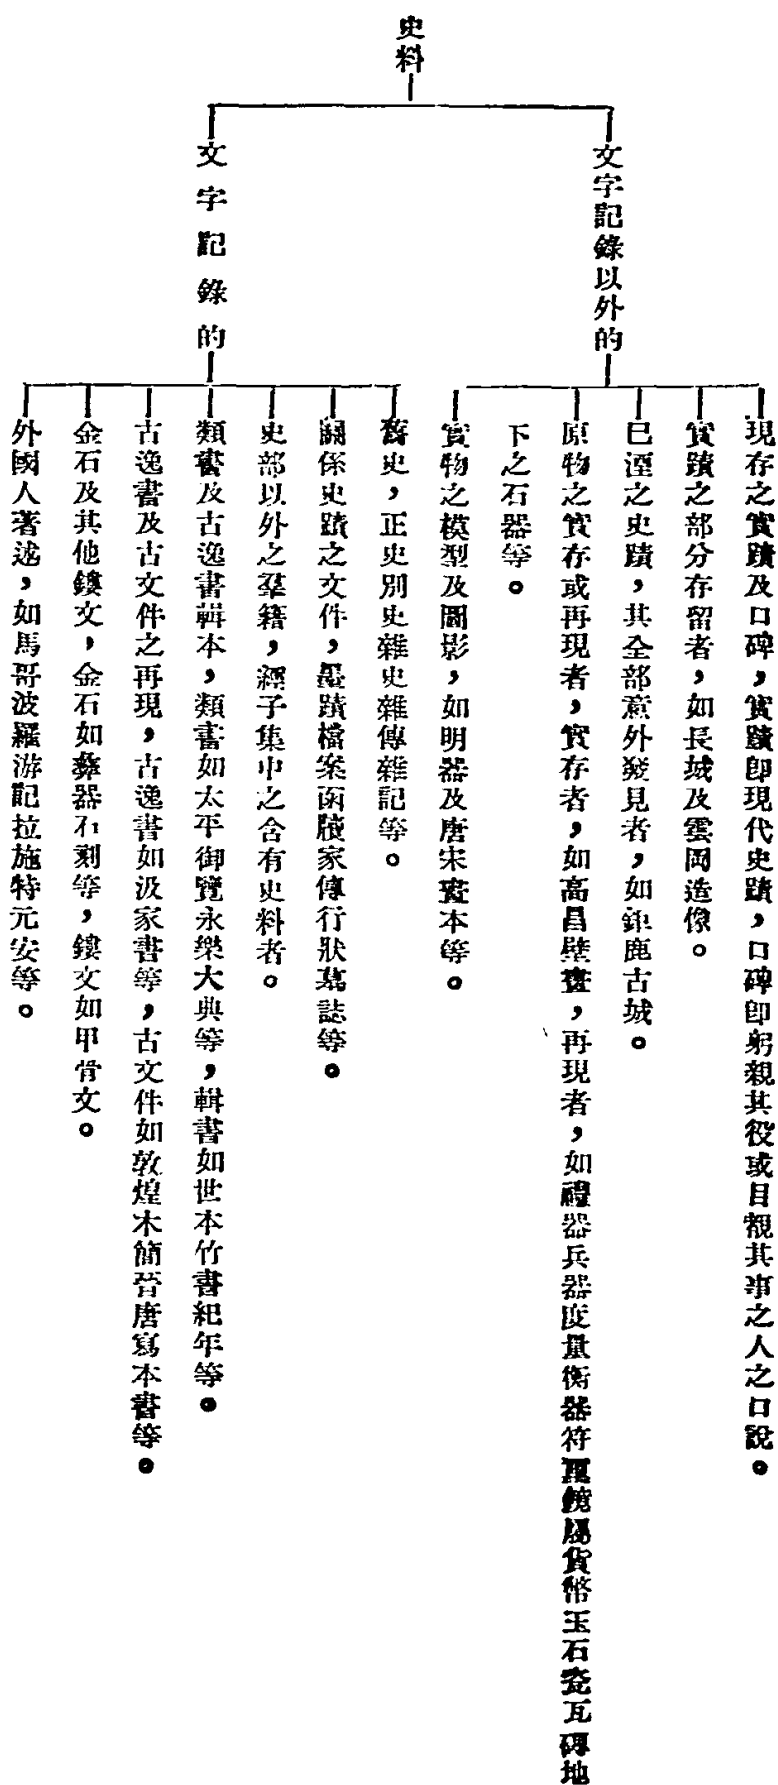 史料
文字記錄以外的
現存之實蹟及口碑，實蹟卽現代史蹟，口碑卽躬親其役或目覩其事之人之口說。
實蹟之部分存留者，如長城及雲岡造像。
已湮之史蹟，其全部意外發見者，如鉅鹿古城。
原物之實存或再現者，實存者，如高昌壁畫，再現者，如禮器兵器度量衡器符璽鏡屬貨幣玉石瓷瓦磚地
下之石器等。
實物之模型及圖影，如明器及唐宋畫本等。
文字記錄的
舊史，正史別史雜史雜傳雜記等。
關係史蹟之文件，墨蹟檔案函牘家傳行狀墓誌等。
史部以外之羣籍，經子集中之含有史料者。
類書及古逸書輯本，類書如太平御覽永樂大典等，輯書如世本竹書紀年等。
古逸書及古文件之再現，古逸書如汲冢書等，古文件如敦煌木簡晉唐寫本書等。
金石及其他鏤文，金石如彝器石刻等，鏤文如甲骨文。
外國人著述，如馬哥波羅游記拉施特元安等。